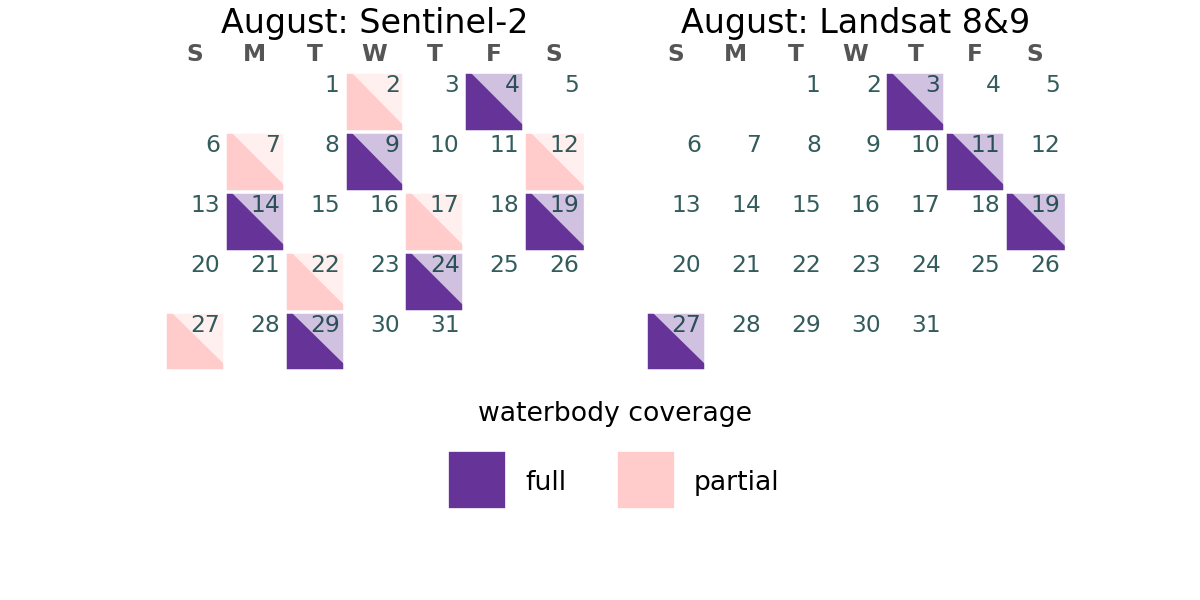 August: Sentinel-2
S M T W T F S
1 2 3 4 5
6 7 8 9 10 11 12
13 14 15 16 17 18 19
20 21 22 23 24 25 26
27 28 29 30 31
August: Landsat 8&9
S M T W T F S
1 2 3 4 5
6 7 8 9 10 11 12
13 14 15 16 17 18 19
20 21 22 23 24 25 26
27 28 29 30 31
waterbody coverage
full partial